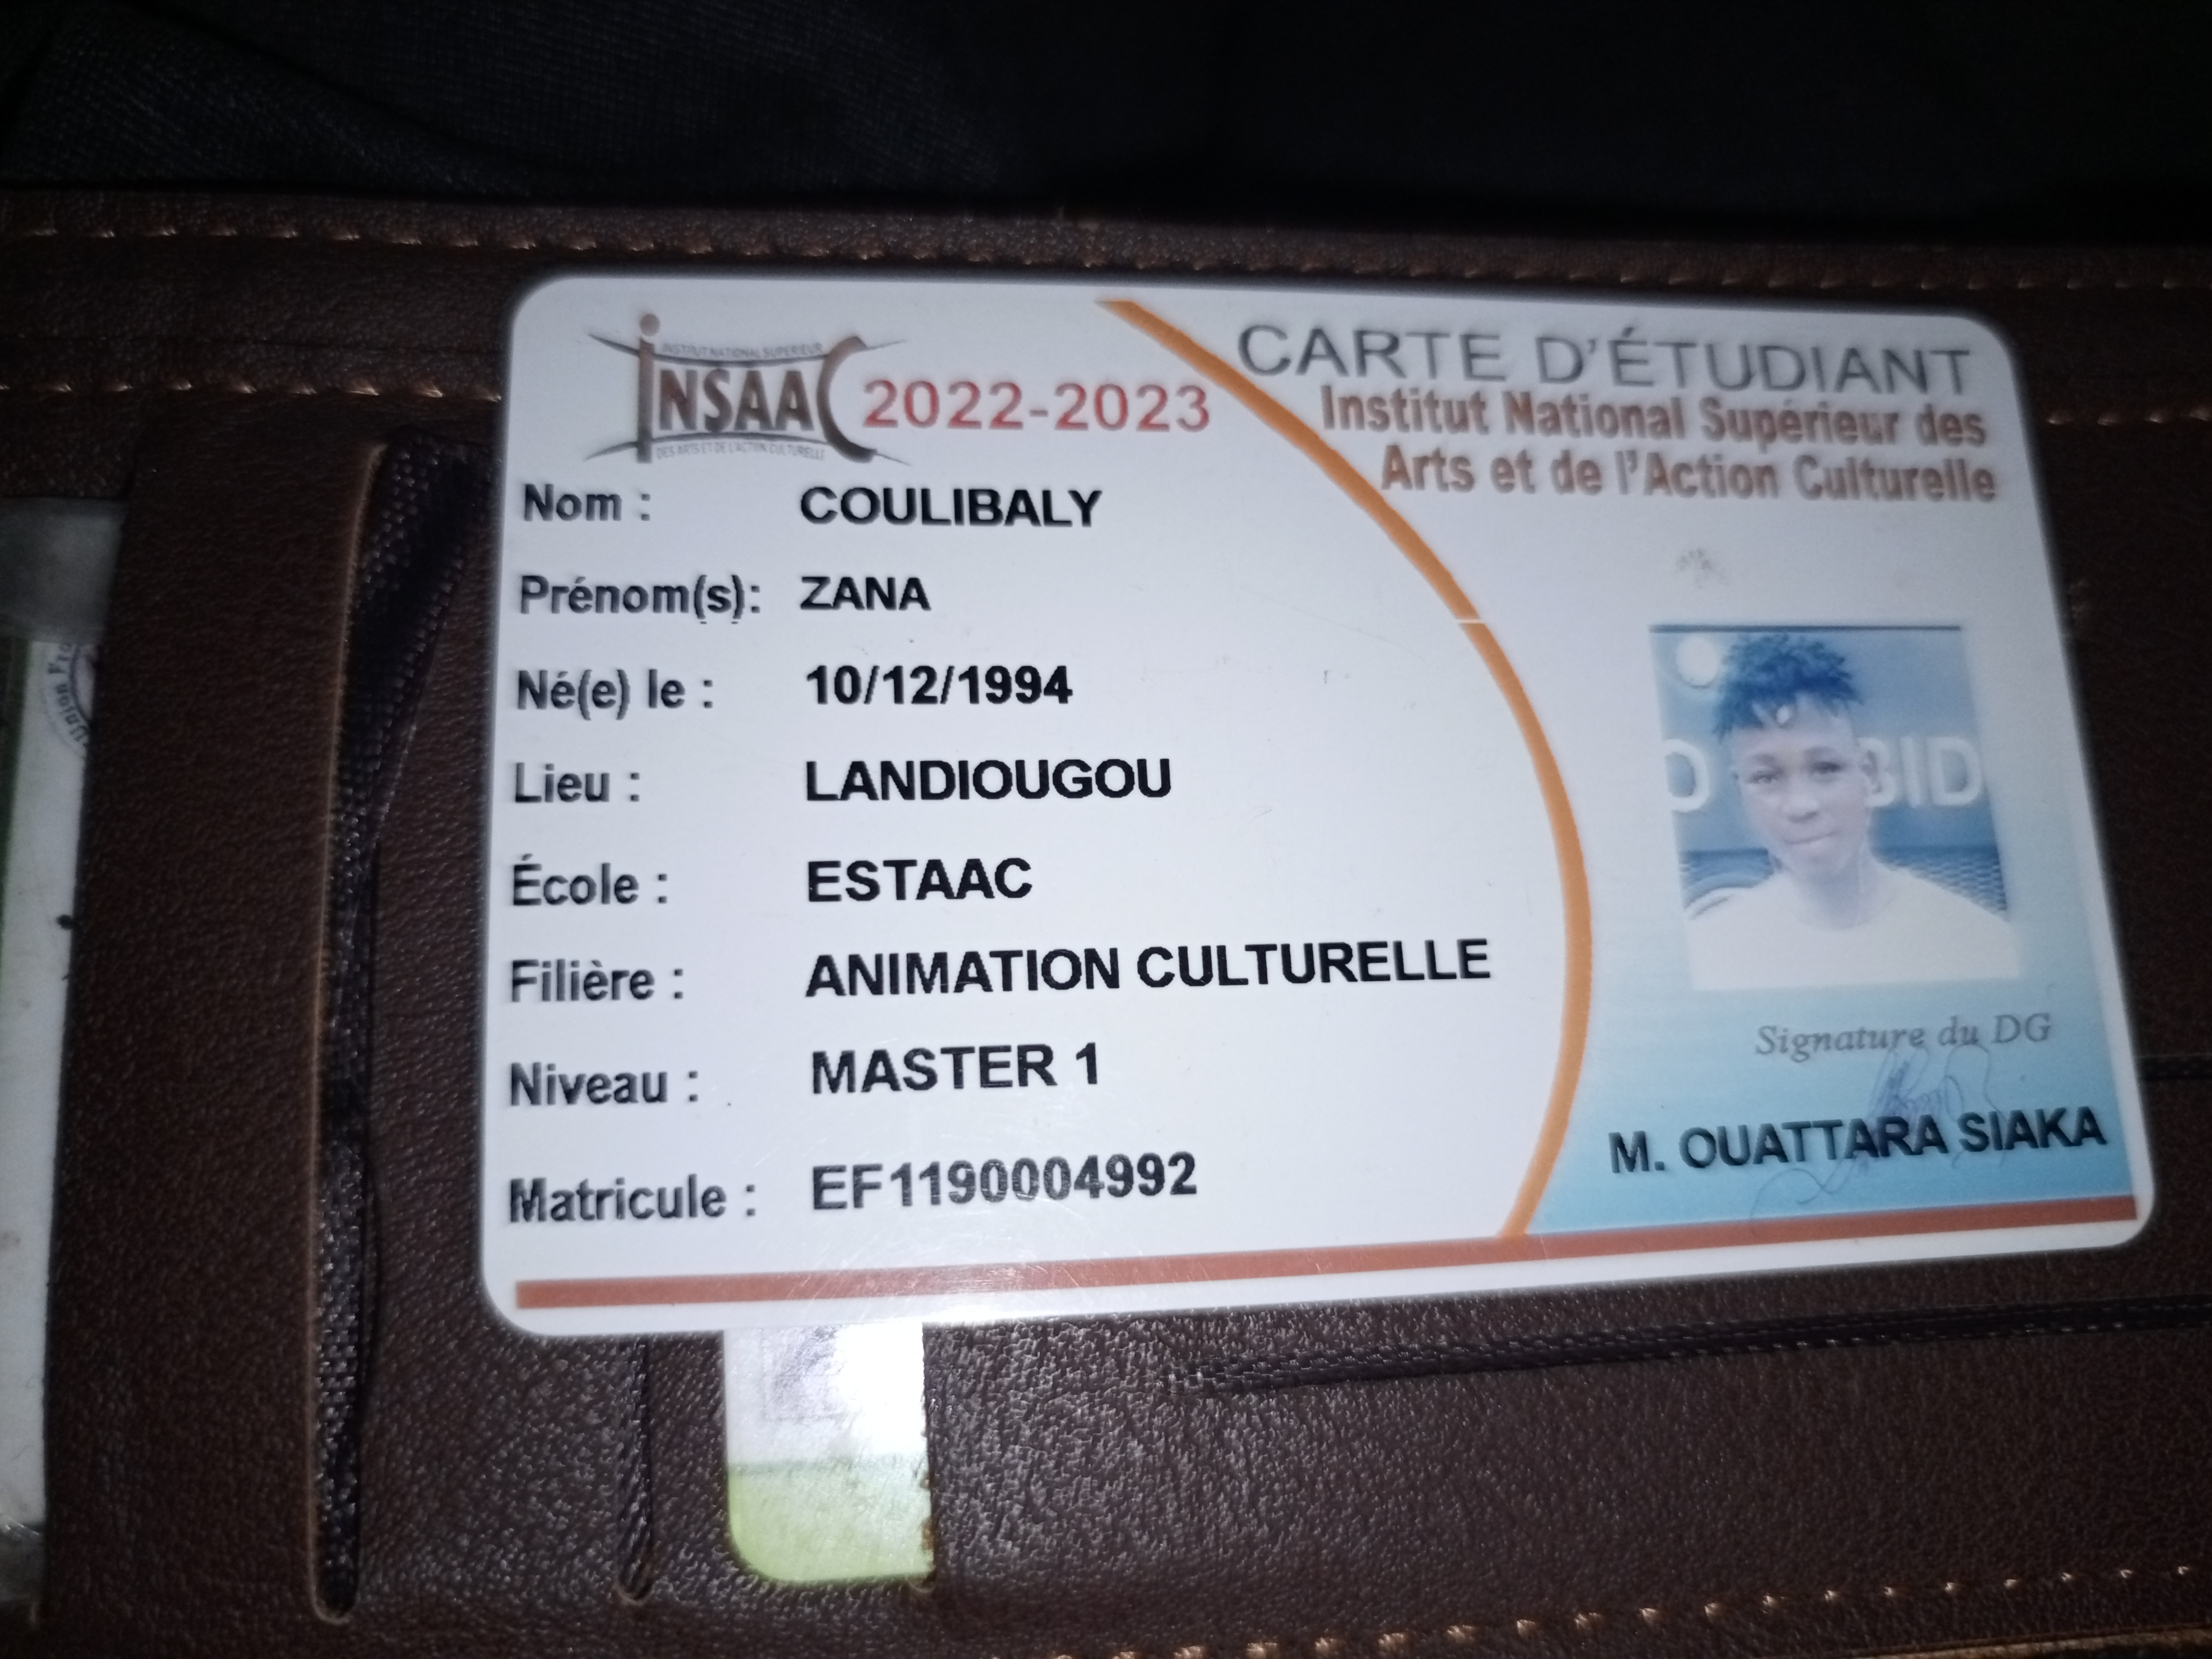 INSTITUT NATIONAL SUPERIEUR
INSAAC
DES ARTS ET DE L'ACTION CULTURELLE
2022-2023
CARTE D'ÉTUDIANT
Institut National Supérieur des
Arts et de l'Action Culturelle
Nom : COULIBALY
Prénom(s): ZANA
Né(e) le : 10/12/1994
Lieu : LANDIOUGOU
École : ESTAAC
Filière : ANIMATION CULTURELLE
Niveau : MASTER 1
Matricule : EF1190004992
Signature du DG
M. OUATTARA SIAKA
Union